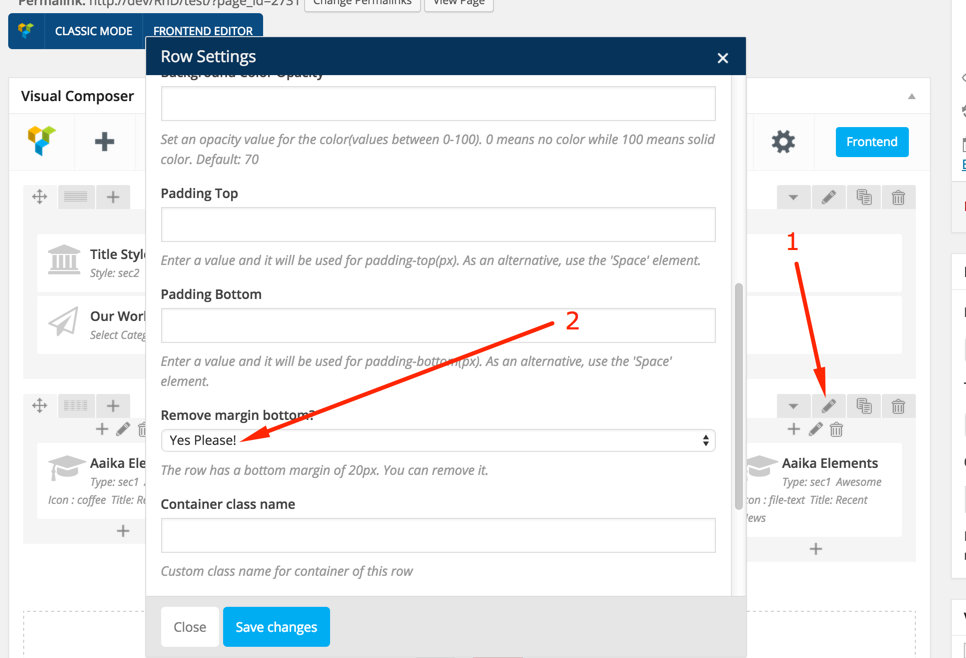 Permalink: http://dev/RnD/test/?page_id=2731 Change Permalinks View Page
CLASSIC MODE FRONTEND EDITOR
Row Settings ×
Background Color Opacity
Visual Composer
Set an opacity value for the color(values between 0-100). 0 means no color while 100 means solid
color. Default: 70
Frontend
Padding Top
1
Title Styl
Style: sec2
Enter a value and it will be used for padding-top(px). As an alternative, use the 'Space' element.
Padding Bottom
Our Worl
Select Categ
2
Enter a value and it will be used for padding-bottom(px). As an alternative, use the 'Space'
element.
Remove margin bottom?
Yes Please!
The row has a bottom margin of 20px. You can remove it.
Aaika Ele
Type: sec1
Icon : coffee Title: Re
Aaika Elements
Type: sec1 Awesome
con : file-text Title: Recent
iews
Container class name
Custom class name for container of this row
Close Save changes